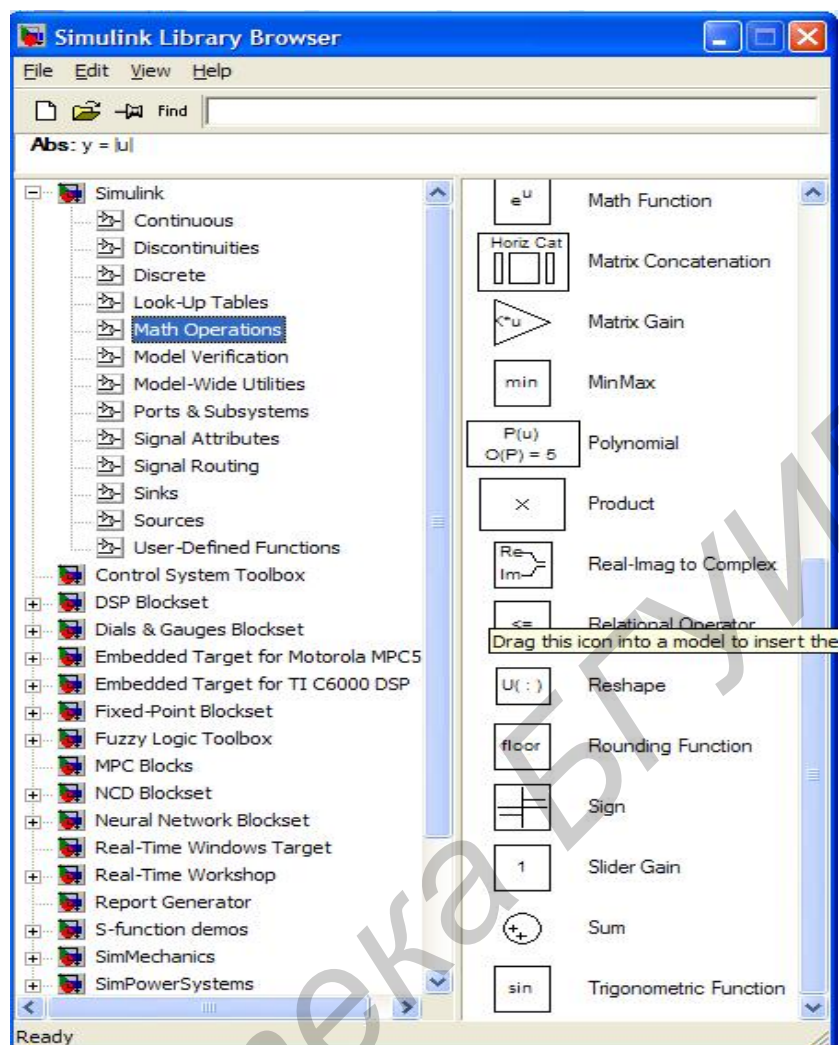 Simulink Library Browser
File Edit View Help
Find
Abs: y = |u|
Simulink
Continuous
Discontinuities
Discrete
Look-Up Tables
Math Operations
Model Verification
Model-Wide Utilities
Ports & Subsystems
Signal Attributes
Signal Routing
Sinks
Sources
User-Defined Functions
Control System Toolbox
DSP Blockset
Dials & Gauges Blockset
Embedded Target for Motorola MPC5
Embedded Target for TI C6000 DSP
Fixed-Point Blockset
Fuzzy Logic Toolbox
MPC Blocks
NCD Blockset
Neural Network Blockset
Real-Time Windows Target
Real-Time Workshop
Report Generator
S-function demos
SimMechanics
SimPowerSystems
e^u Math Function
Horiz Cat Matrix Concatenation
K*u Matrix Gain
min MinMax
P(u)
O(P) = 5 Polynomial
× Product
Re
Im Real-Imag to Complex
<= Relational Operator
Drag this icon into a model to insert the
U( : ) Reshape
floor Rounding Function
Sign
1 Slider Gain
++ Sum
sin Trigonometric Function
Ready